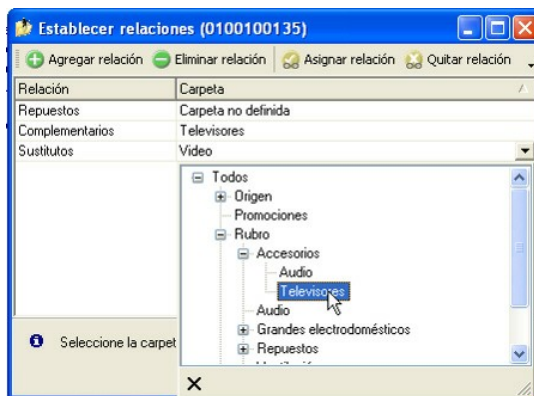 Establecer relaciones (0100100135)
Agregar relación Eliminar relación Asignar relación Quitar relación
Relación Carpeta
Repuestos Carpeta no definida
Complementarios Televisores
Sustitutos Video
Todos
Origen
Promociones
Rubro
Accesorios
Audio
Televisores
Audio
Grandes electrodomésticos
Seleccione la carpet
Repuestos